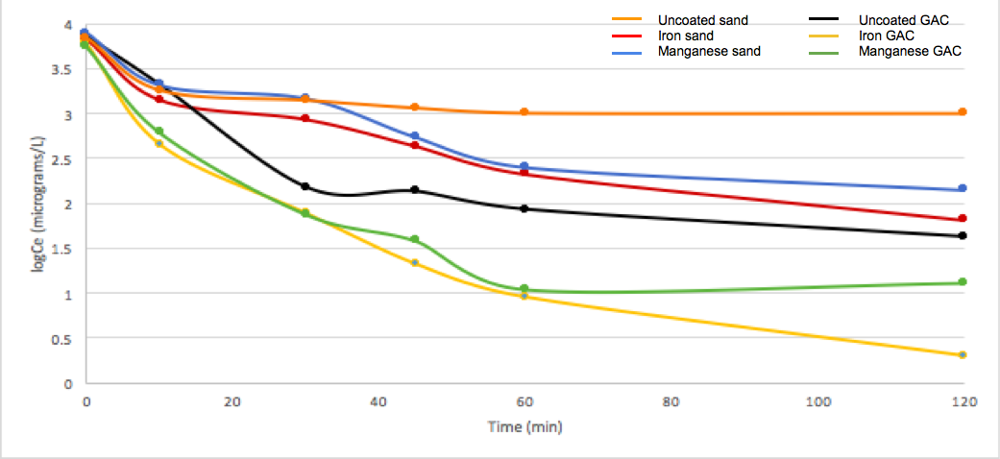 Uncoated sand
Uncoated GAC
Iron sand
Iron GAC
Manganese sand
Manganese GAC
4
3.5
3
2.5
2
1.5
1
0.5
0
logCe (micrograms/L)
0 20 40 60 80 100 120
Time (min)